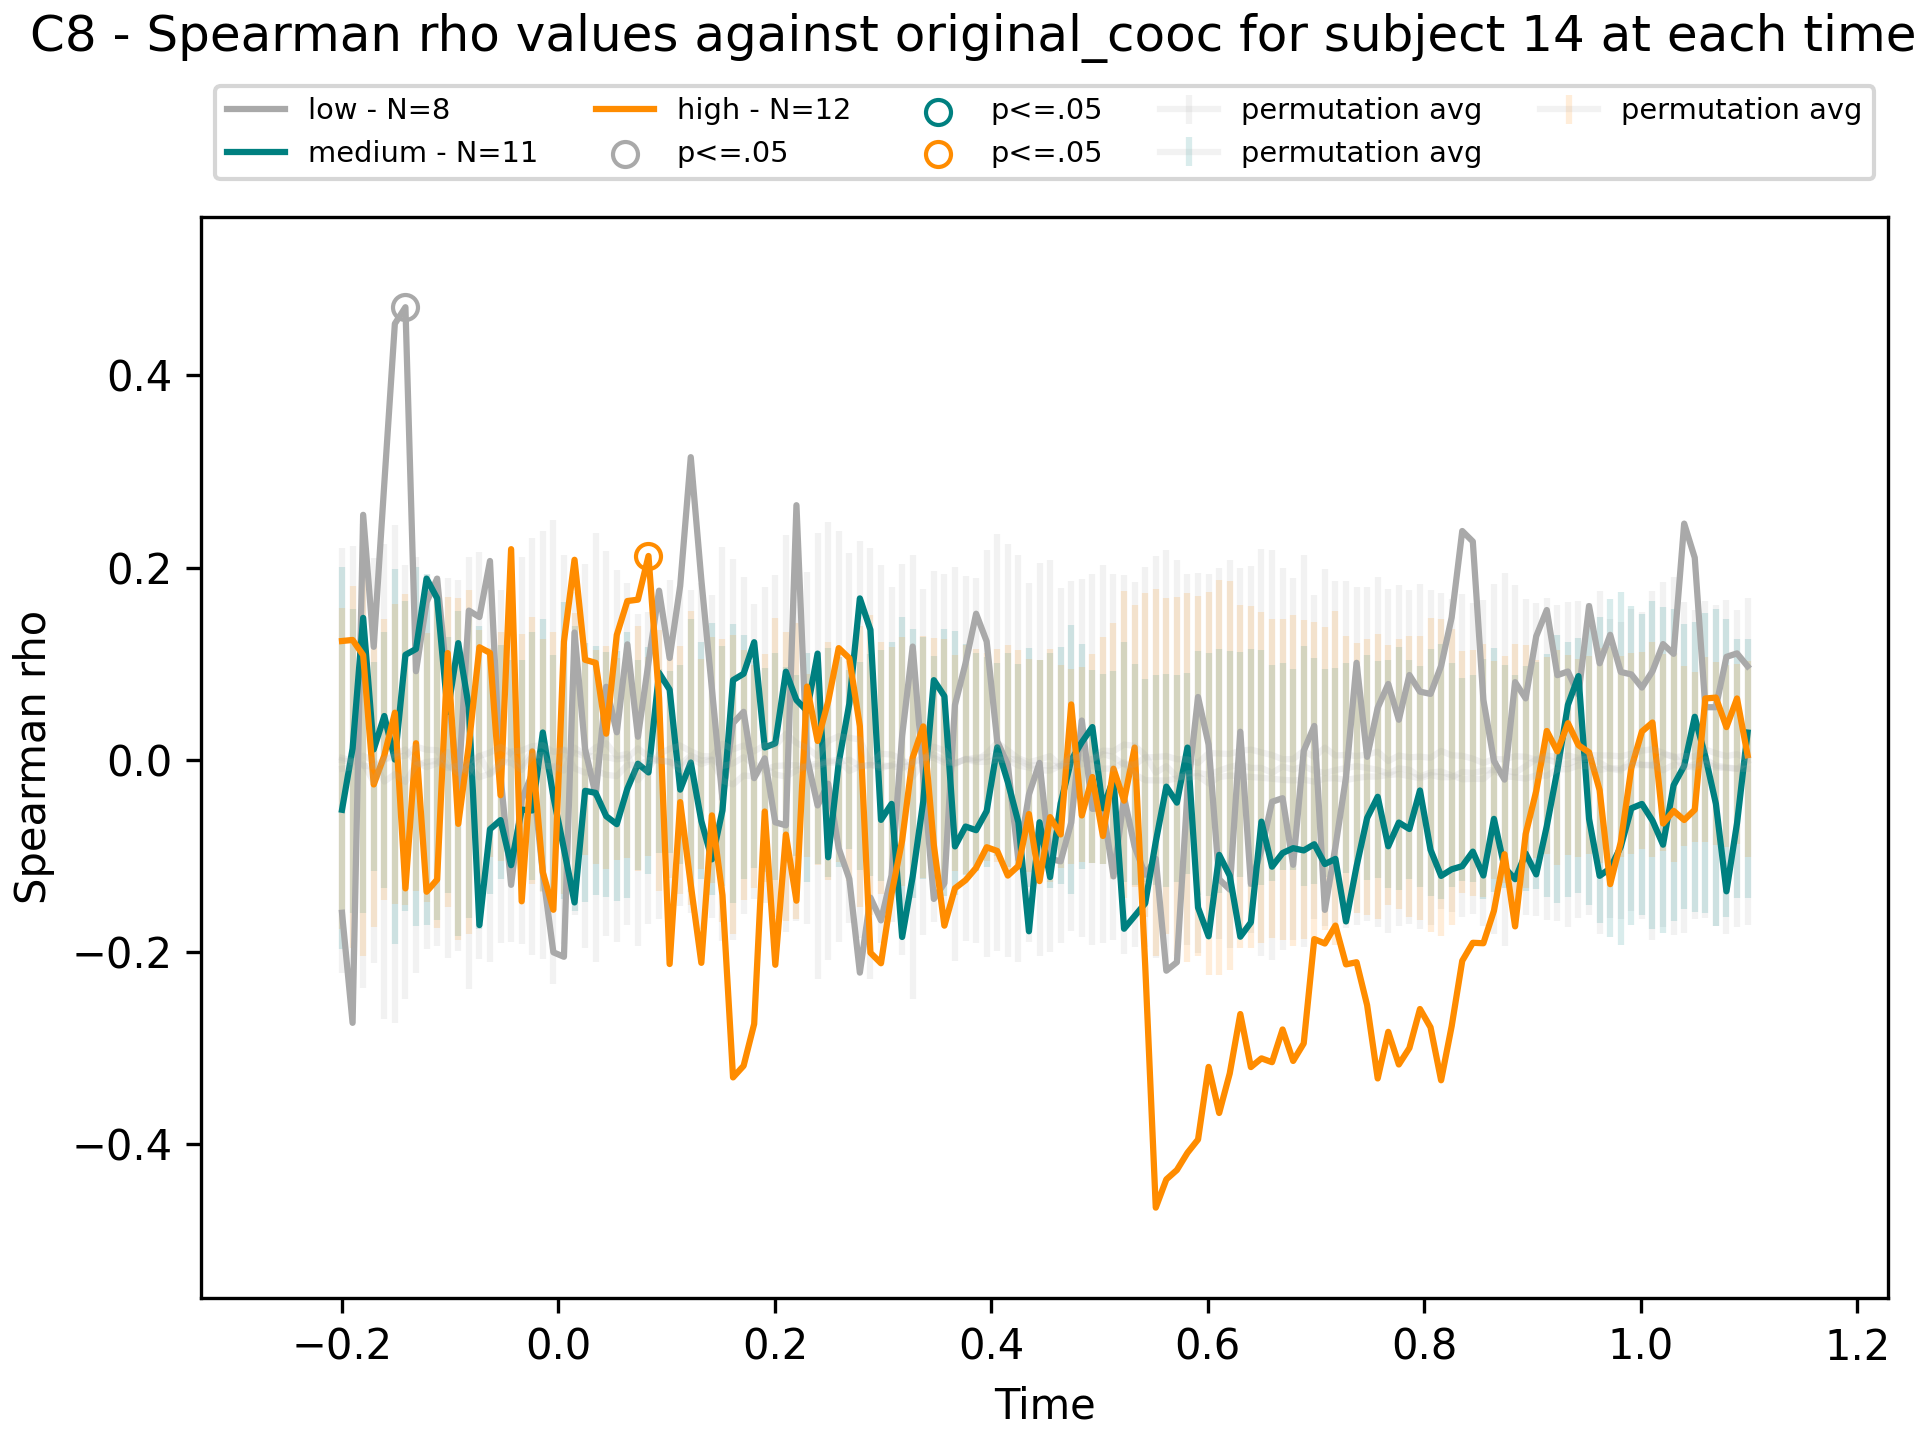 C8 - Spearman rho values against original_cooc for subject 14 at each time
low - N=8
medium - N=11
high - N=12
p<=.05
p<=.05
p<=.05
permutation avg
permutation avg
permutation avg
Spearman rho
0.4
0.2
0.0
−0.2
−0.4
−0.2 0.0 0.2 0.4 0.6 0.8 1.0 1.2
Time